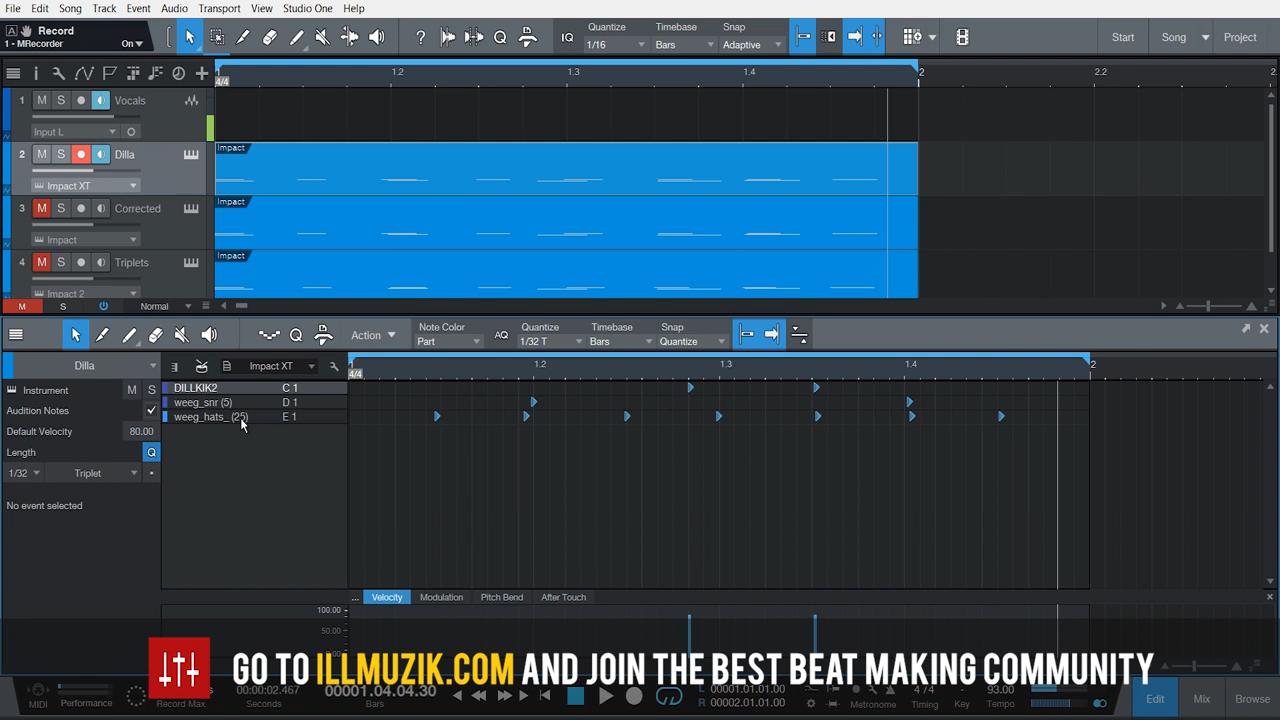 File Edit Song Track Event Audio Transport View Studio One Help
Record
1 - MRecorder On
IQ Quantize 1/16 Timebase Bars Snap Adaptive
Start Song Project
1 1.2 1.3 1.4 2 2.2 2.
4/4
1 M S Vocals
Input L
2 M S Dilla
Impact XT
3 M S Corrected
Impact
4 M S Triplets
Impact 2
Impact
Impact
Impact
M S Normal
Action Note Color Part AQ Quantize 1/32 T Timebase Bars Snap Quantize
Dilla Impact XT
1.2 1.3 1.4 2
4/4
Instrument M S
Audition Notes
Default Velocity 80.00
Length Q
1/32 Triplet
No event selected
DILLKIK2 C 1
weeg_snr (5) D 1
weeg_hats_ (25) E 1
... Velocity Modulation Pitch Bend After Touch
100.00
50.00
GO TO ILLMUZIK.COM AND JOIN THE BEST BEAT MAKING COMMUNITY
MIDI Performance Record Max
00:00:02.467 Seconds
00001.04.04.30 Bars
L 00001.01.01.00
R 00002.01.01.00
Metronome
4 / 4 Timing
- Key
93.00 Tempo
Edit Mix Browse